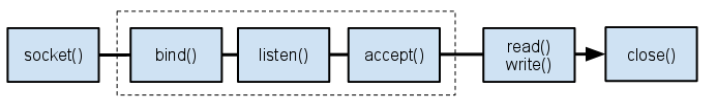 socket()
bind()
listen()
accept()
read()
write()
close()